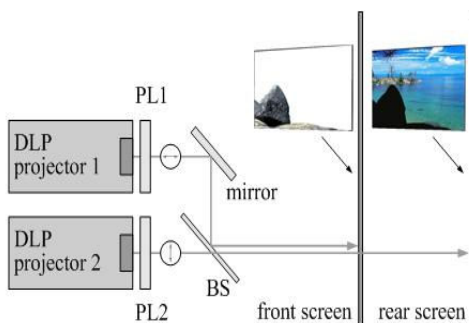 PL1
DLP
projector 1
mirror
DLP
projector 2
BS
PL2
front screen
rear screen